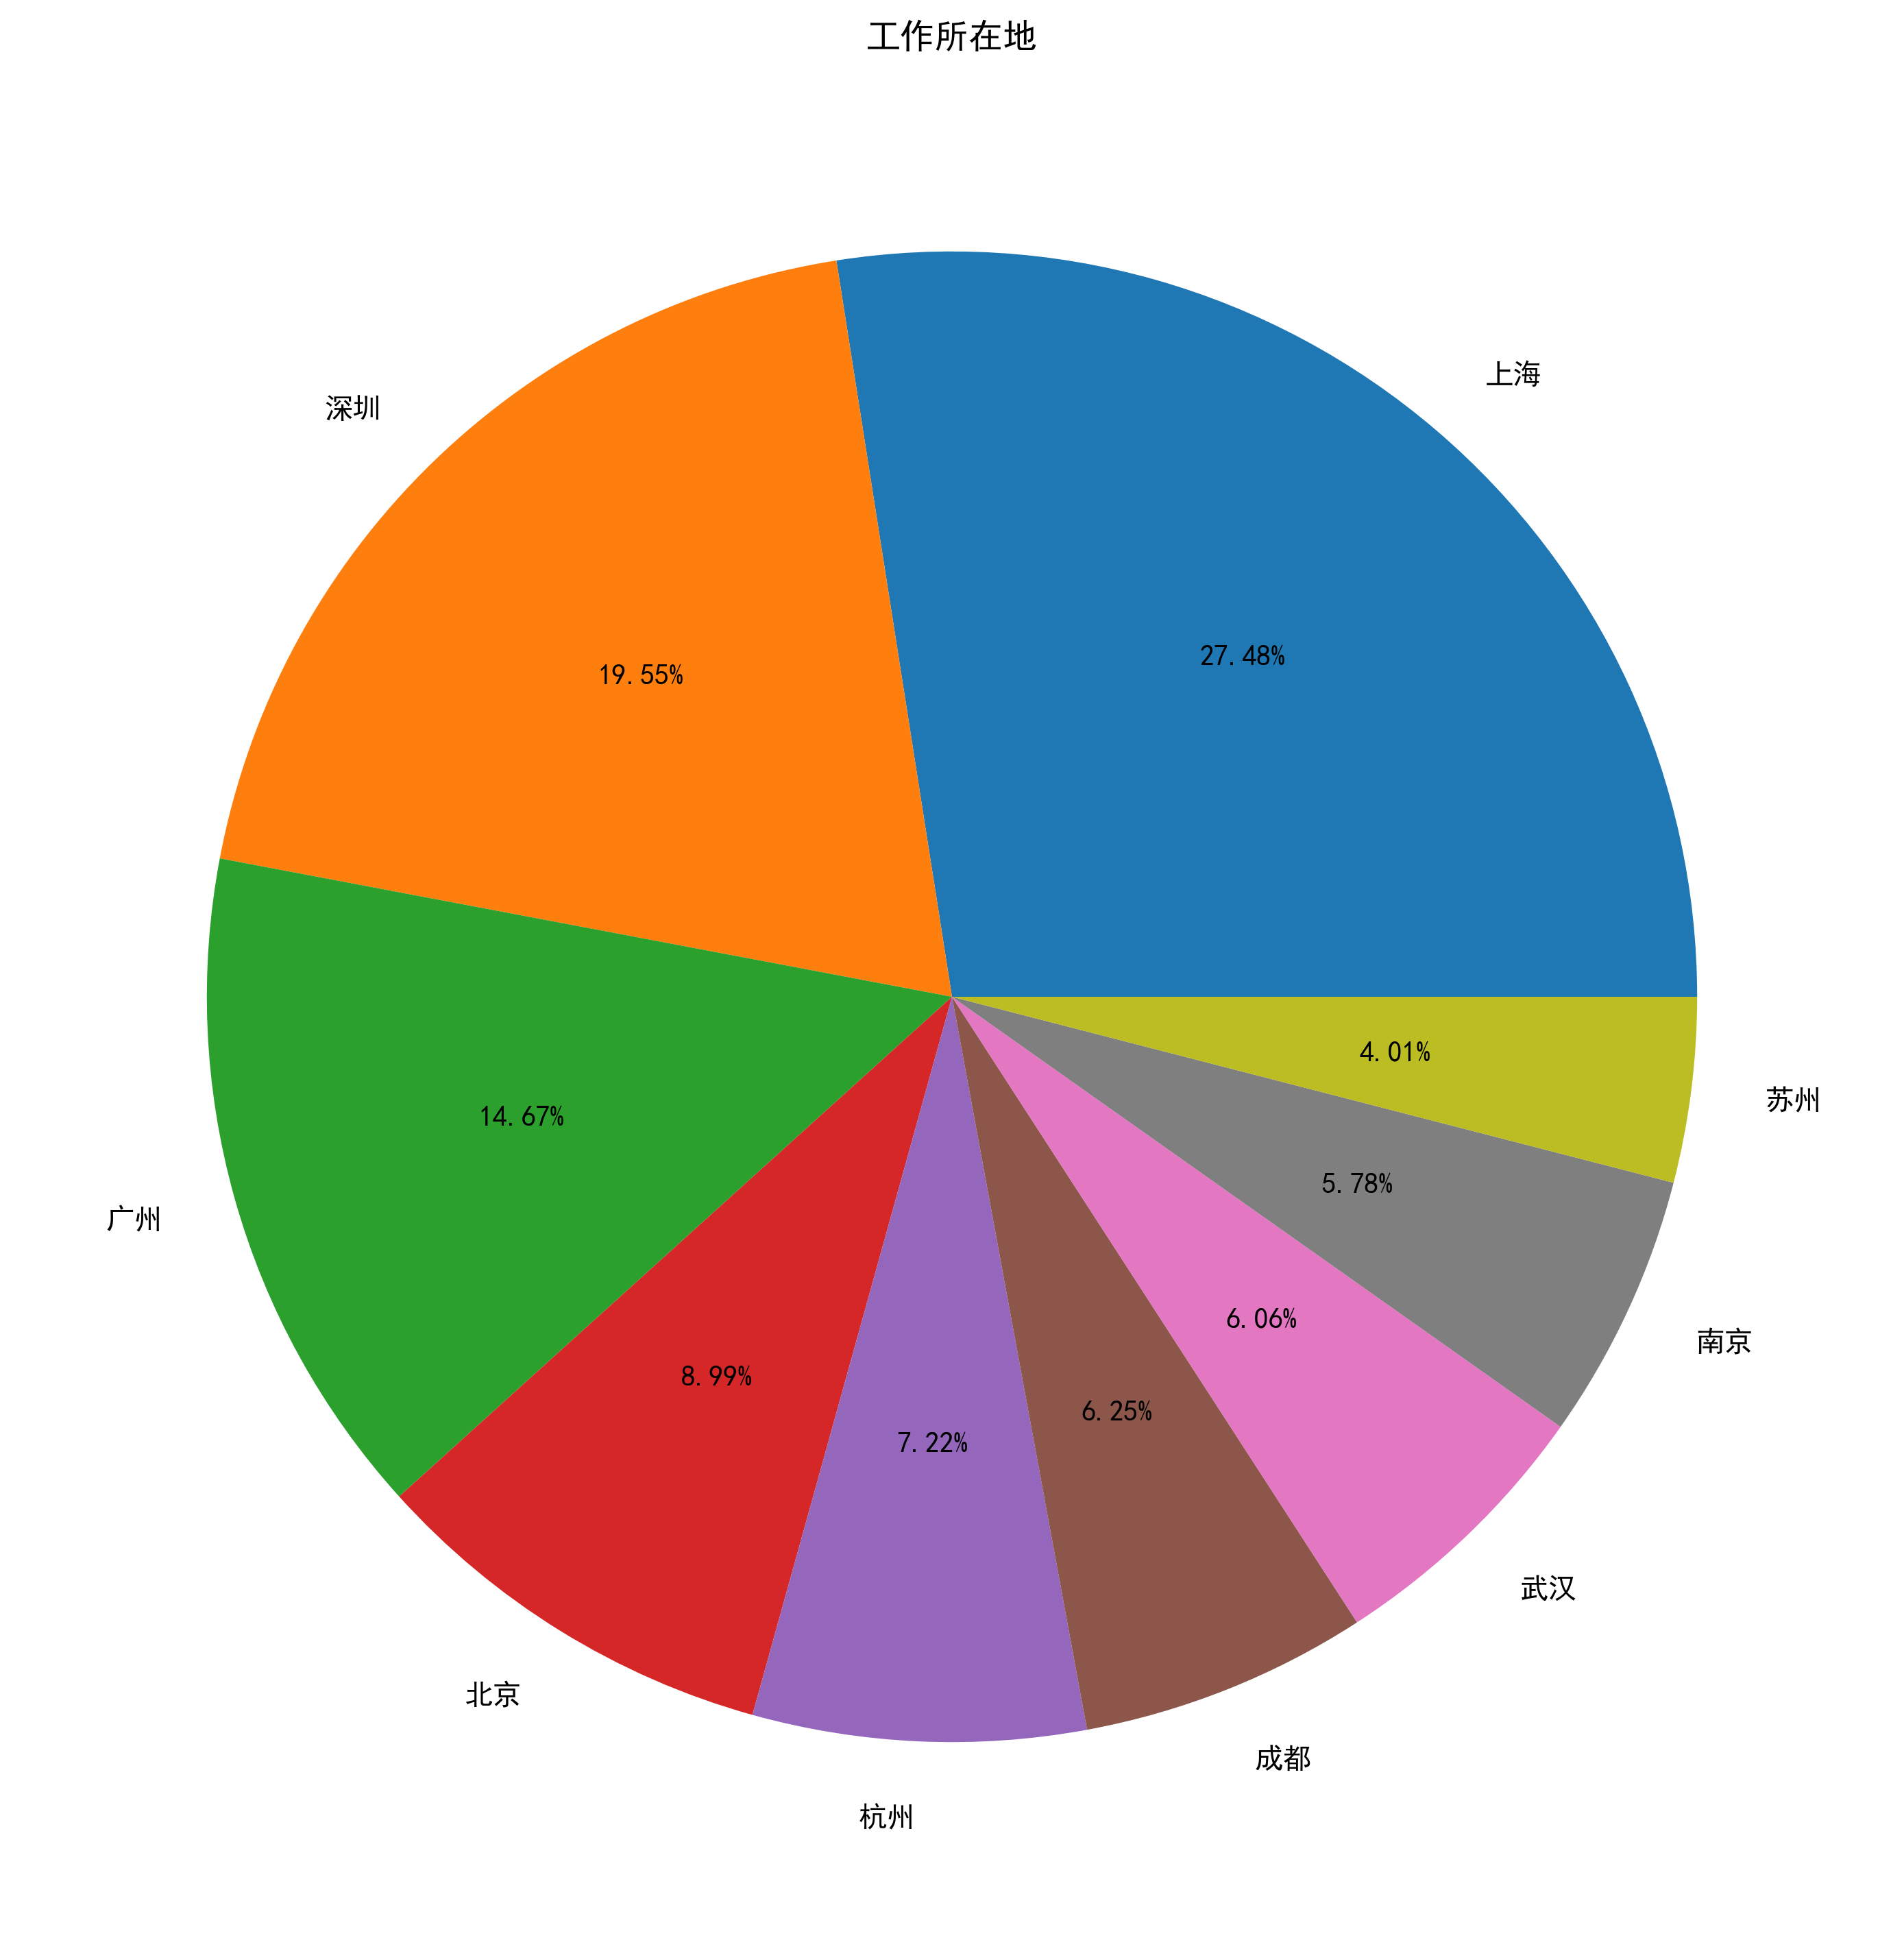 工作所在地
上海
27.48%
深圳
19.55%
广州
14.67%
北京
8.99%
杭州
7.22%
成都
6.25%
武汉
6.06%
南京
5.78%
苏州
4.01%